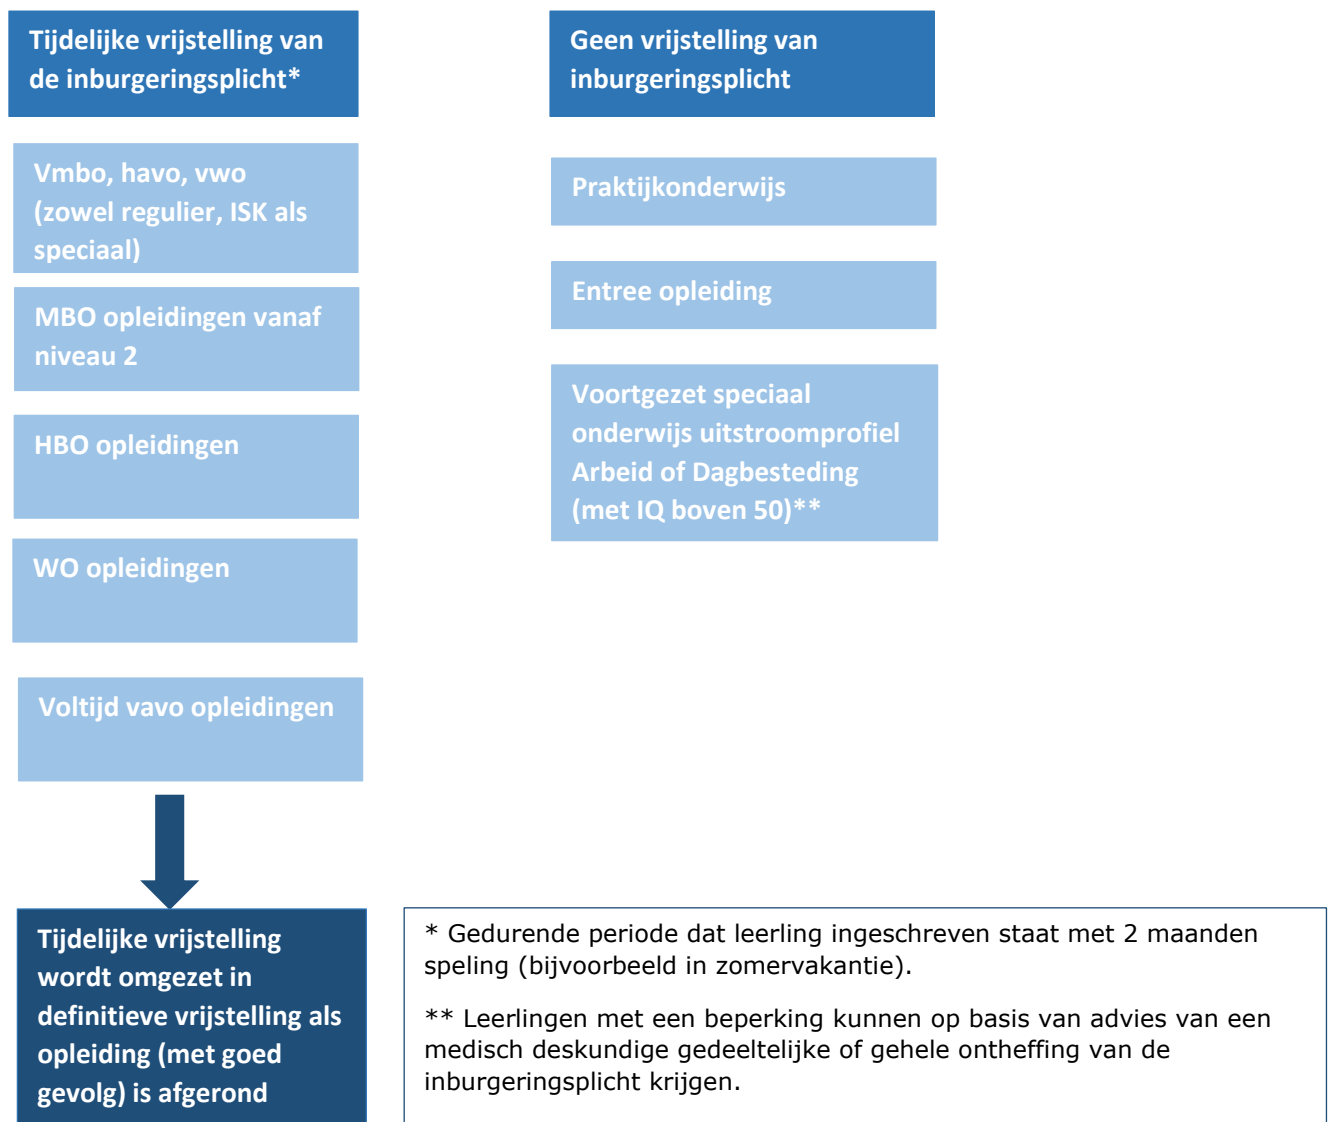 Tijdelijke vrijstelling van
de inburgeringsplicht*
Vmbo, havo, vwo
(zowel regulier, ISK als
speciaal)
MBO opleidingen vanaf
niveau 2
HBO opleidingen
WO opleidingen
Voltijd vavo opleidingen
Tijdelijke vrijstelling
wordt omgezet in
definitieve vrijstelling als
opleiding (met goed
gevolg) is afgerond
Geen vrijstelling van
inburgeringsplicht
Praktijkonderwijs
Entree opleiding
Voortgezet speciaal
onderwijs uitstroomprofiel
Arbeid of Dagbesteding
(met IQ boven 50)**
* Gedurende periode dat leerling ingeschreven staat met 2 maanden
speling (bijvoorbeeld in zomervakantie).
** Leerlingen met een beperking kunnen op basis van advies van een
medisch deskundige gedeeltelijke of gehele ontheffing van de
inburgeringsplicht krijgen.